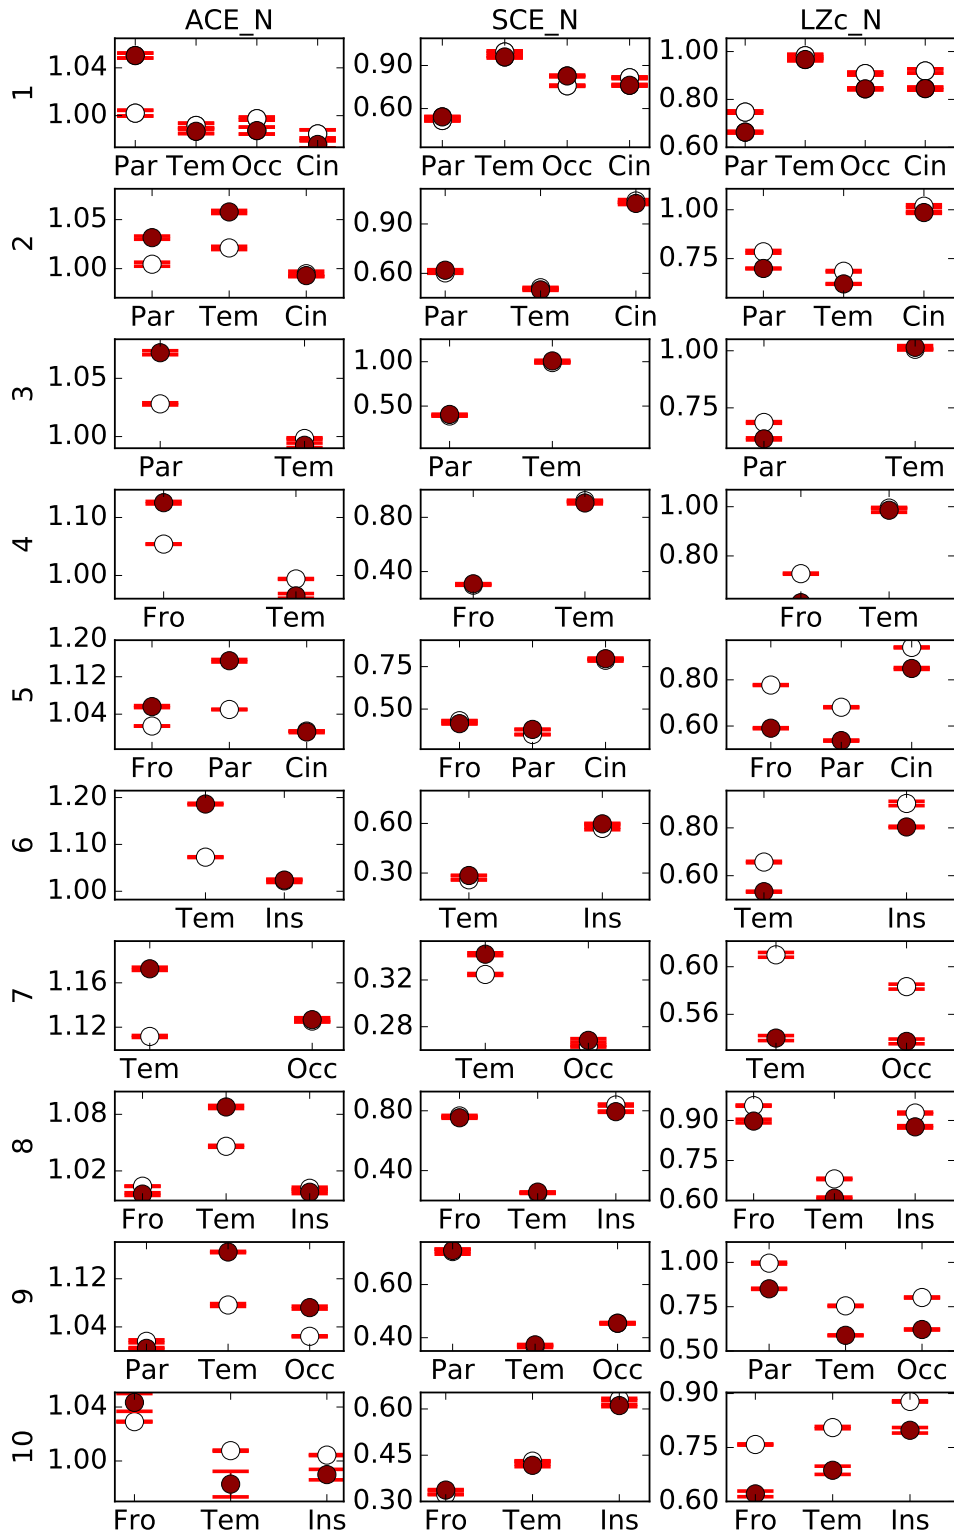 ACE_N SCE_N LZc_N
1
1.04
1.00
Par Tem Occ Cin
0.90
0.60
Par Tem Occ Cin
1.00
0.80
0.60
Par Tem Occ Cin
2
1.05
1.00
Par Tem Cin
0.90
0.60
Par Tem Cin
1.00
0.75
Par Tem Cin
3
1.05
1.00
Par Tem
1.00
0.50
Par Tem
1.00
0.75
Par Tem
4
1.10
1.00
Fro Tem
0.80
0.40
Fro Tem
1.00
0.80
Fro Tem
5
1.20
1.12
1.04
Fro Par Cin
0.75
0.50
Fro Par Cin
0.80
0.60
Fro Par Cin
6
1.20
1.10
1.00
Tem Ins
0.60
0.30
Tem Ins
0.80
0.60
Tem Ins
7
1.16
1.12
Tem Occ
0.32
0.28
Tem Occ
0.60
0.56
Tem Occ
8
1.08
1.02
Fro Tem Ins
0.80
0.40
Fro Tem Ins
0.90
0.75
0.60
Fro Tem Ins
9
1.12
1.04
Par Tem Occ
0.60
0.40
Par Tem Occ
1.00
0.75
0.50
Par Tem Occ
10
1.04
1.00
Fro Tem Ins
0.60
0.45
0.30
Fro Tem Ins
0.90
0.75
0.60
Fro Tem Ins